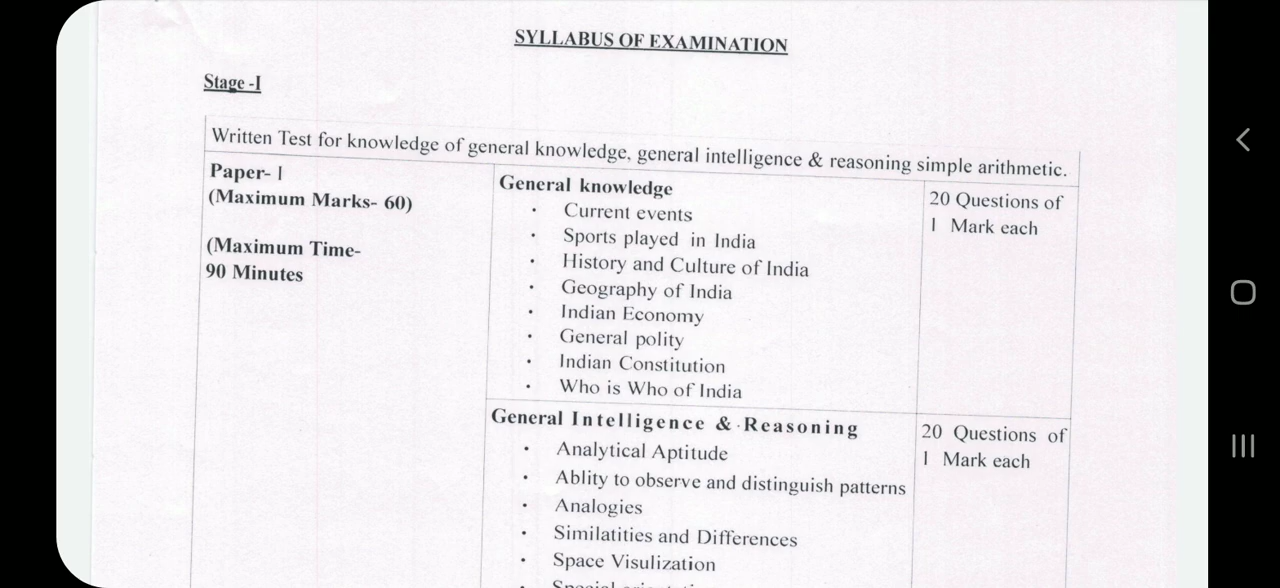 SYLLABUS OF EXAMINATION
Stage -I
Written Test for knowledge of general knowledge, general intelligence & reasoning simple arithmetic.
Paper- I
(Maximum Marks- 60)
(Maximum Time-
90 Minutes
General knowledge
• Current events
• Sports played in India
• History and Culture of India
• Geography of India
• Indian Economy
• General polity
• Indian Constitution
• Who is Who of India
20 Questions of
1 Mark each
General Intelligence & Reasoning
• Analytical Aptitude
• Ablity to observe and distinguish patterns
• Analogies
• Similatities and Differences
• Space Visulization
20 Questions of
1 Mark each